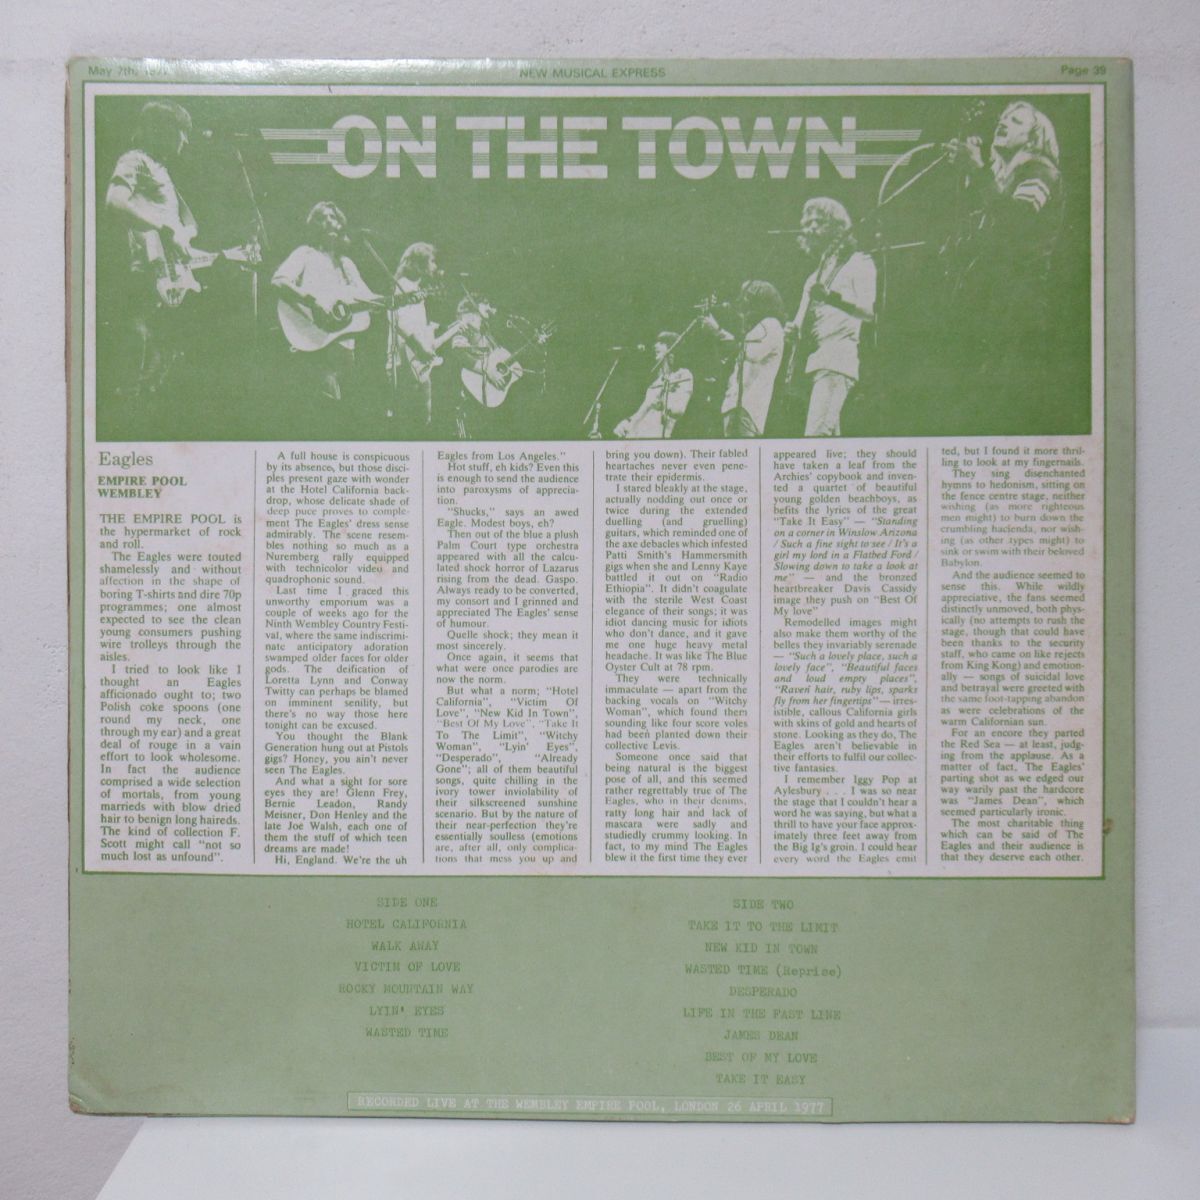 May 7th, 1977
NEW MUSICAL EXPRESS
Page 39
ON THE TOWN
Eagles
EMPIRE POOL
WEMBLEY
THE EMPIRE POOL is
the hypermarket of rock
and roll.
The Eagles were touted
shamelessly and without
affection in the shape of
boring T-shirts and dire 70p
programmes; one almost
expected to see the clean
young consumers pushing
wire trolleys through the
aisles.
I tried to look like I
thought an Eagles
afficionado ought to; two
Polish coke spoons (one
round my neck, one
through my ear) and a great
deal of rouge in a vain
effort to look wholesome.
In fact the audience
comprised a wide selection
of mortals, from young
marrieds with blow dried
hair to benign long haireds.
The kind of collection F.
Scott might call "not so
much lost as unfound".
A full house is conspicuous
by its absence, but those disci-
ples present gaze with wonder
at the Hotel California back-
drop, whose delicate shade of
deep puce proves to comple-
ment The Eagles' dress sense
admirably. The scene resem-
bles nothing so much as a
Nuremberg rally equipped
with technicolor video and
quadrophonic sound.
Last time I graced this
unworthy emporium was a
couple of weeks ago for the
Ninth Wembley Country Festi-
val, where the same indiscrimi-
nate anticipatory adoration
swamped older faces for older
gods. The deification of
Loretta Lynn and Conway
Twitty can perhaps be blamed
on imminent senility, but
there's no way those here
tonight can be excused.
You thought the Blank
Generation hung out at Pistols
gigs? Honey, you ain't never
seen The Eagles.
And what a sight for sore
eyes they are! Glenn Frey,
Bernie Leadon, Randy
Meisner, Don Henley and the
late Joe Walsh, each one of
them the stuff of which teen
dreams are made!
Hi, England. We're the uh
Eagles from Los Angeles."
Hot stuff, eh kids? Even this
is enough to send the audience
into paroxysms of apprecia-
tion.
"Shucks," says an awed
Eagle. Modest boys, eh?
Then out of the blue a plush
Palm Court type orchestra
appeared with all the calcu-
lated shock horror of Lazarus
rising from the dead. Gaspo.
Always ready to be converted,
my consort and I grinned and
appreciated The Eagles' sense
of humour.
Quelle shock; they mean it
most sincerely.
Once again, it seems that
what were once parodies are
now the norm.
But what a norm; "Hotel
California", "Victim Of
Love", "New Kid In Town",
"Best Of My Love", "Take It
To The Limit", "Witchy
Woman", "Lyin' Eyes",
"Desperado", "Already
Gone"; all of them beautiful
songs, quite chilling in the
ivory tower inviolability of
their silkscreened sunshine
scenario. But by the nature of
their near-perfection they're
essentially soulless (emotions
are, after all, only complica-
tions that mess you up and
bring you down). Their fabled
heartaches never even pene-
trate their epidermis.
I stared bleakly at the stage,
actually nodding out once or
twice during the extended
duelling (and gruelling)
guitars, which reminded one of
the axe debacles which infested
Patti Smith's Hammersmith
gigs when she and Lenny Kaye
battled it out on "Radio
Ethiopia". It didn't coagulate
with the sterile West Coast
elegance of their songs; it was
idiot dancing music for idiots
who don't dance, and it gave
me one huge heavy metal
headache. It was like The Blue
Oyster Cult at 78 rpm.
They were technically
immaculate — apart from the
backing vocals on "Witchy
Woman", which found them
sounding like four score voles
had been planted down their
collective Levis.
Someone once said that
being natural is the biggest
pose of all, and this seemed
rather regrettably true of The
Eagles, who in their denims,
ratty long hair and lack of
mascara were sadly and
studiedly crummy looking. In
fact, to my mind The Eagles
blew it the first time they ever
appeared live; they should
have taken a leaf from the
Archies' copybook and inven-
ted a quartet of beautiful
young golden beachboys, as
befits the lyrics of the great
"Take It Easy" — "Standing
on a corner in Winslow Arizona
/ Such a fine sight to see / It's a
girl my lord in a Flatbed Ford /
Slowing down to take a look at
me" — and the bronzed
heartbreaker Davis Cassidy
image they push on "Best Of
My love"
Remodelled images might
also make them worthy of the
belles they invariably serenade
— "Such a lovely place, such a
lovely face", "Beautiful faces
and loud empty places",
"Raven hair, ruby lips, sparks
fly from her fingertips" — irres-
istible, callous California girls
with skins of gold and hearts of
stone. Looking as they do, The
Eagles aren't believable in
their efforts to fulfil our collec-
tive fantasies.
I remember Iggy Pop at
Aylesbury . . . I was so near
the stage that I couldn't hear a
word he was saying, but what a
thrill to have your face approx-
imately three feet away from
the Big Ig's groin. I could hear
every word the Eagles emit
ted, but I found it more thril-
ling to look at my fingernails.
They sing disenchanted
hymns to hedonism, sitting on
the fence centre stage, neither
wishing (as more righteous
men might) to burn down the
crumbling hacienda, nor wish-
ing (as other types might) to
sink or swim with their beloved
Babylon.
And the audience seemed to
sense this. While wildly
appreciative, the fans seemed
distinctly unmoved, both phys-
ically (no attempts to rush the
stage, though that could have
been thanks to the security
staff, who came on like rejects
from King Kong) and emotion-
ally — songs of suicidal love
and betrayal were greeted with
the same foot-tapping abandon
as were celebrations of the
warm Californian sun.
For an encore they parted
the Red Sea — at least, judg-
ing from the applause. As a
matter of fact, The Eagles'
parting shot as we edged our
way warily past the hardcore
was "James Dean", which
seemed particularly ironic.
The most charitable thing
which can be said of The
Eagles and their audience is
that they deserve each other.
SIDE ONE
HOTEL CALIFORNIA
WALK AWAY
VICTIN OF LOVE
ROCKY MOUNTAIN WAY
LYIN' EYES
WASTED TIME
SIDE TWO
TAKE IT TO THE LIMIT
NEW KID IN TOWN
WASTED TIME (Reprise)
DESPERADO
LIFE IN THE FAST LINE
JAMES DEAN
BEST OF MY LOVE
TAKE IT EASY
RECORDED LIVE AT THE WEMBLEY EMPIRE POOL, LONDON 26 APRIL 1977